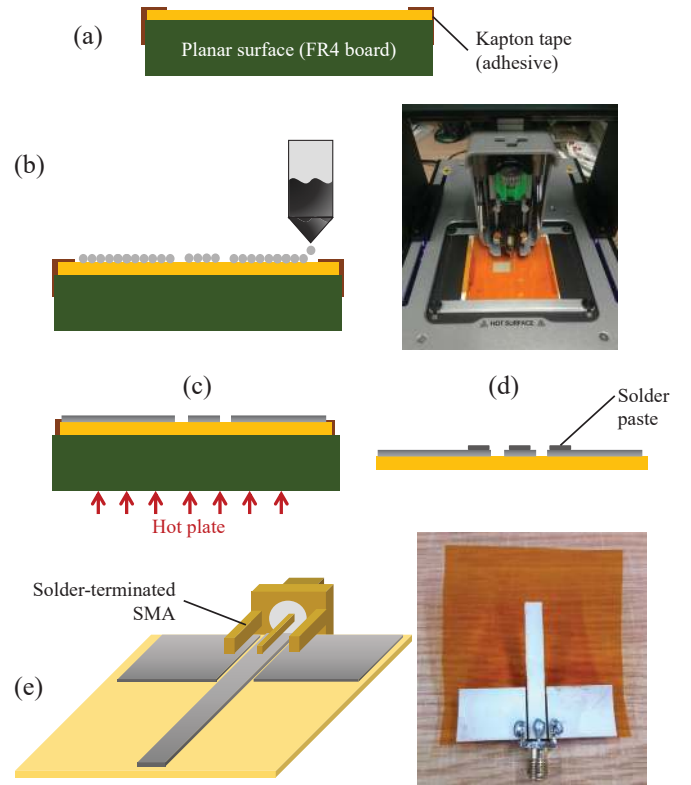 (a)
Planar surface (FR4 board)
Kapton tape
(adhesive)
(b)
HOT SURFACE
(c)
(d)
Solder
paste
Hot plate
Solder-terminated
SMA
(e)